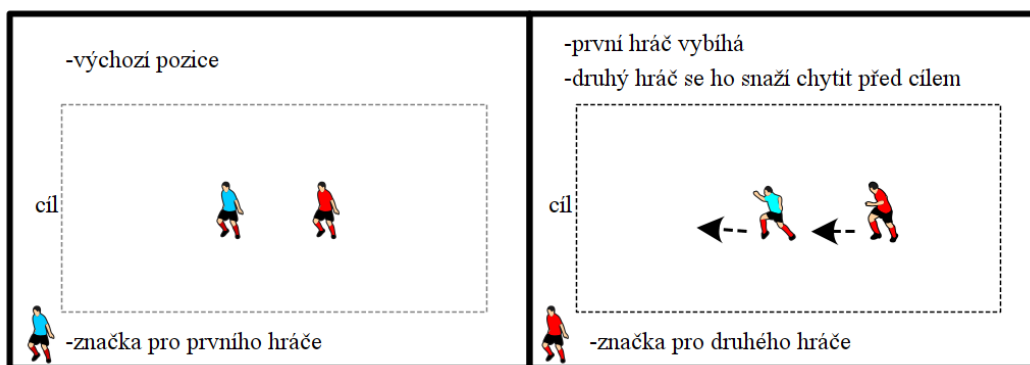 -výchozí pozice
cíl
-značka pro prvního hráče
-první hráč vybíhá
-druhý hráč se ho snaží chytit před cílem
cíl
-značka pro druhého hráče